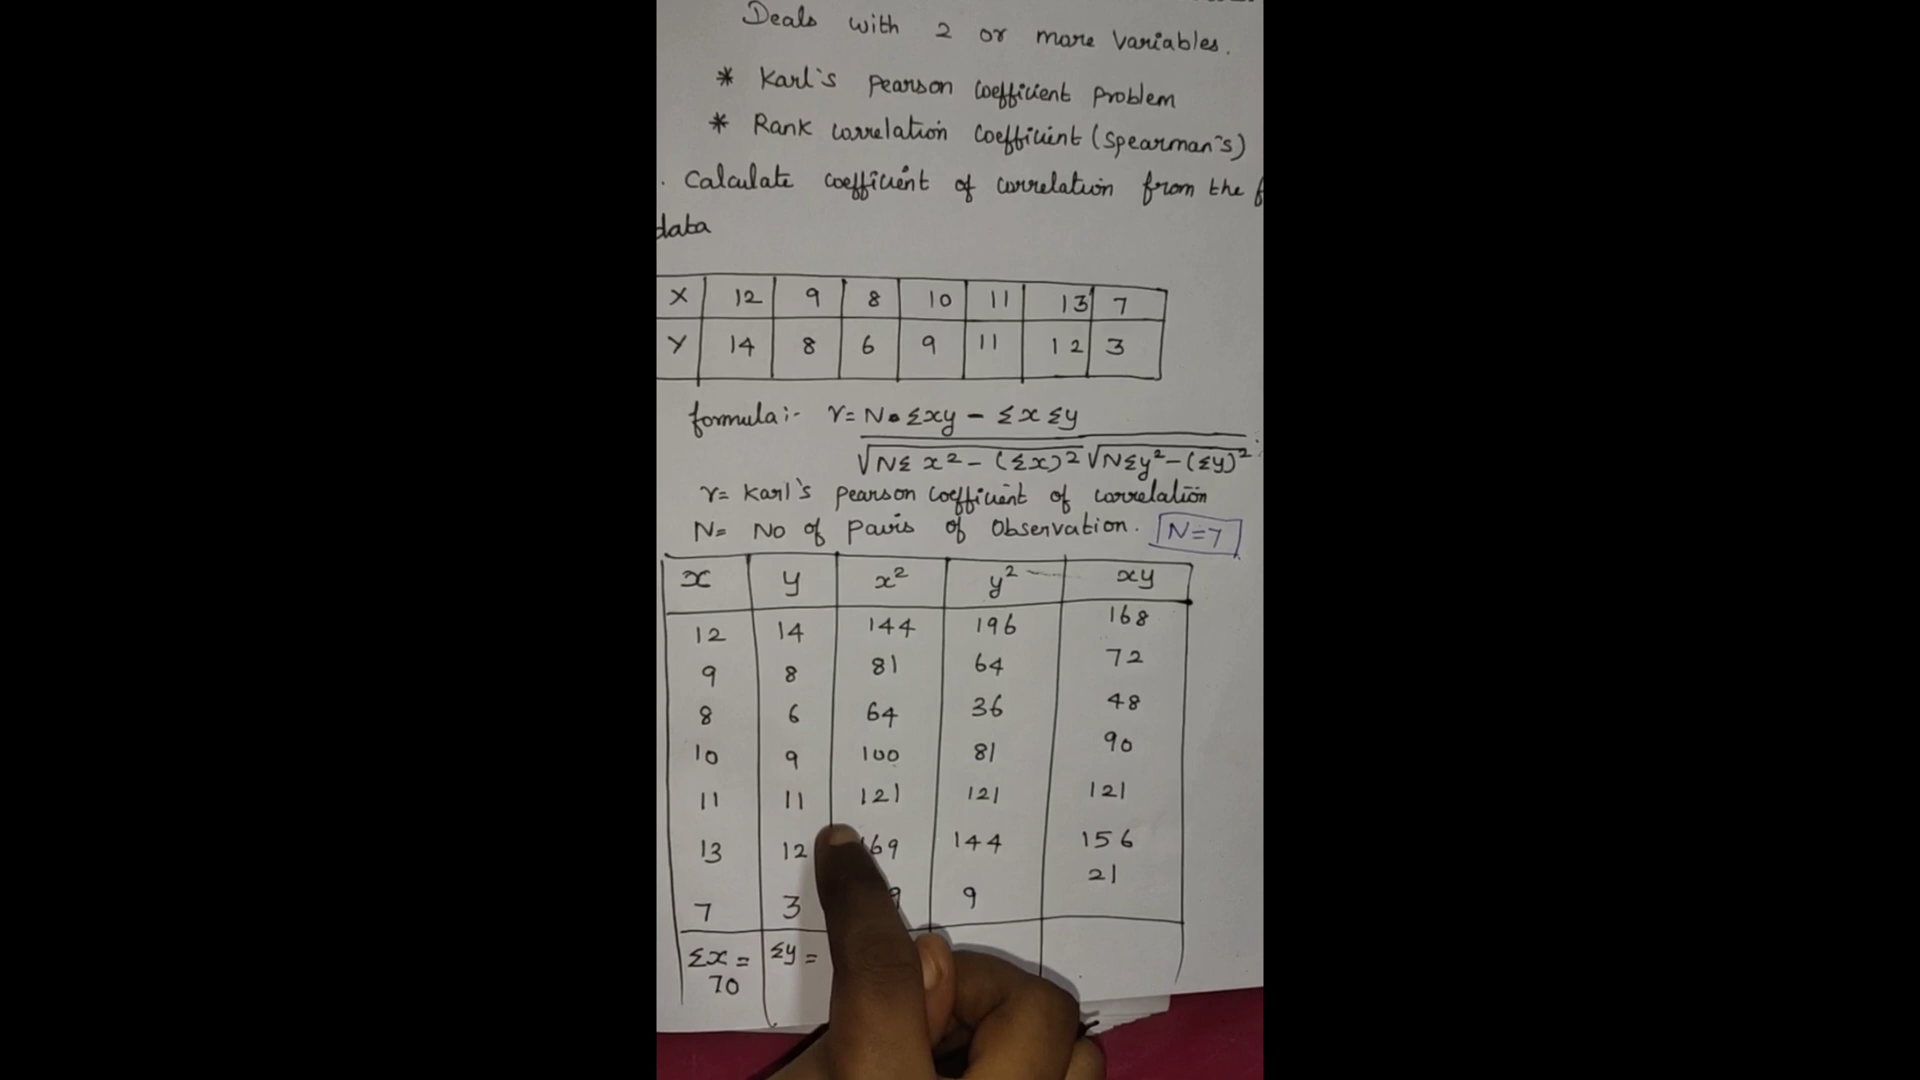 Deals with 2 or more variables.
* Karl's pearson coefficient problem
* Rank correlation coefficient (spearman's)
. Calculate coefficient of correlation from the f
data
X 12 9 8 10 11 13 7
Y 14 8 6 9 11 12 3
formula:- r= N.Σxy - Σx Σy
√NΣx²-(Σx)² √NΣy²-(Σy)²
r= Karl's pearson coefficient of correlation
N= No of pairs of observation. N=7
x y x² y² xy
12 14 144 196 168
9 8 81 64 72
8 6 64 36 48
10 9 100 81 90
11 11 121 121 121
13 12 69 144 156
7 3 9 9 21
Σx= Σy=
70